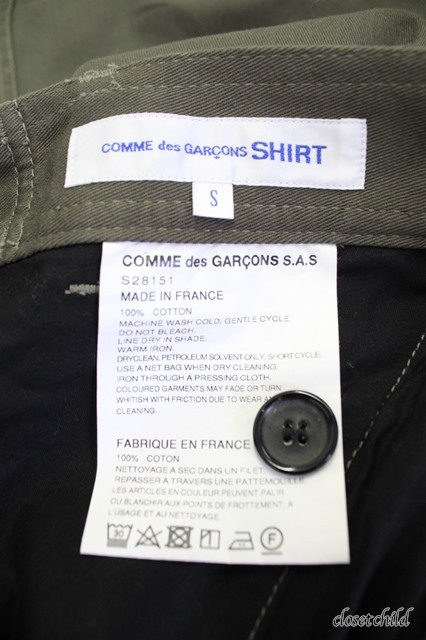 COMME des GARÇONS SHIRT
S
COMME des GARÇONS S.A.S
S28151
MADE IN FRANCE
100% COTTON
MACHINE WASH COLD, GENTLE CYCLE.
DO NOT BLEACH.
LINE DRY IN SHADE.
WARM IRON.
DRYCLEAN, PETROLEUM SOLVENT ONLY, SHORT CYCLE.
USE A NET BAG WHEN DRY CLEANING.
IRON THROUGH A PRESSING CLOTH.
COLOURED GARMENTS MAY FADE OR TURN
WHITISH WITH FRICTION DUE TO WEAR AN
CLEANING.
FABRIQUE EN FRANCE
100% COTON
NETTOYAGE A SEC DANS UN FILET.
REPASSER A TRAVERS UNE PATTEMOUILLE.
LES ARTICLES EN COULEUR PEUVENT PALIR
OU BLANCHIR AUX POINTS DE FROTTEMENT, A
L'USAGE ET AU NETTOYAGE.
30
F
closetchild